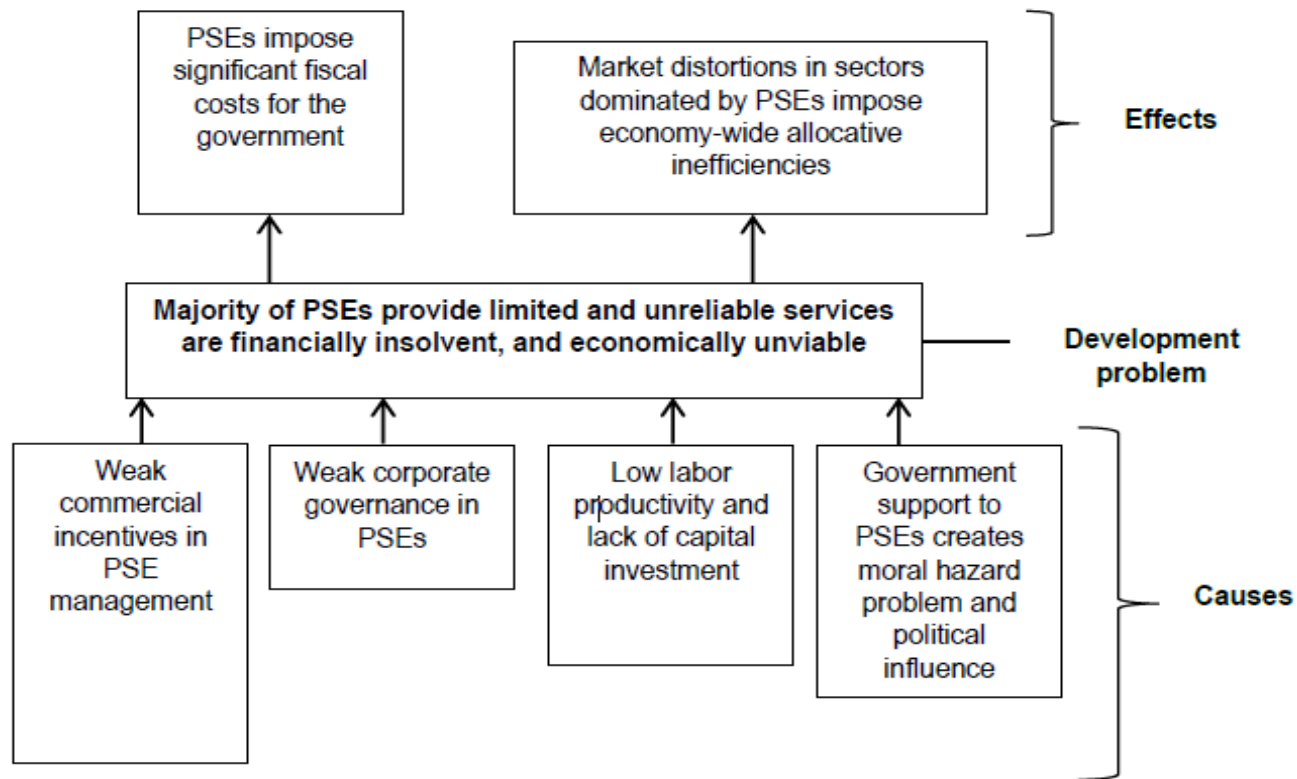 PSEs impose
significant fiscal
costs for the
government
Market distortions in sectors
dominated by PSEs impose
economy-wide allocative
inefficiencies
Effects
Majority of PSEs provide limited and unreliable services
are financially insolvent, and economically unviable
Development
problem
Weak
commercial
incentives in
PSE
management
Weak corporate
governance in
PSEs
Low labor
productivity and
lack of capital
investment
Government
support to
PSEs creates
moral hazard
problem and
political
influence
Causes